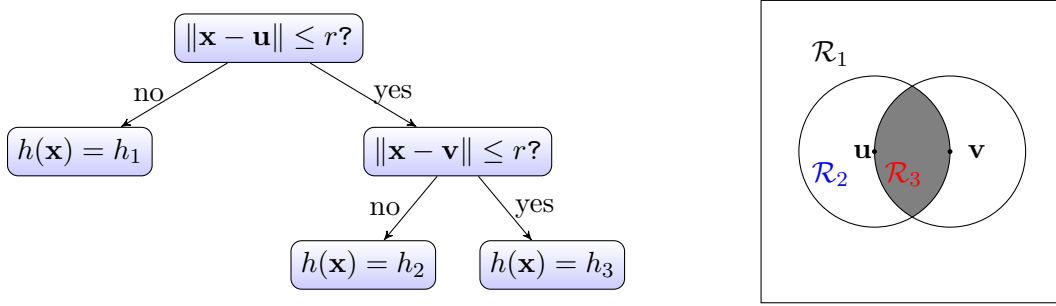 ‖x − u‖ ≤ r?
no
yes
h(x) = h₁
‖x − v‖ ≤ r?
no
yes
h(x) = h₂
h(x) = h₃
ℛ₁
u
v
ℛ₂
ℛ₃